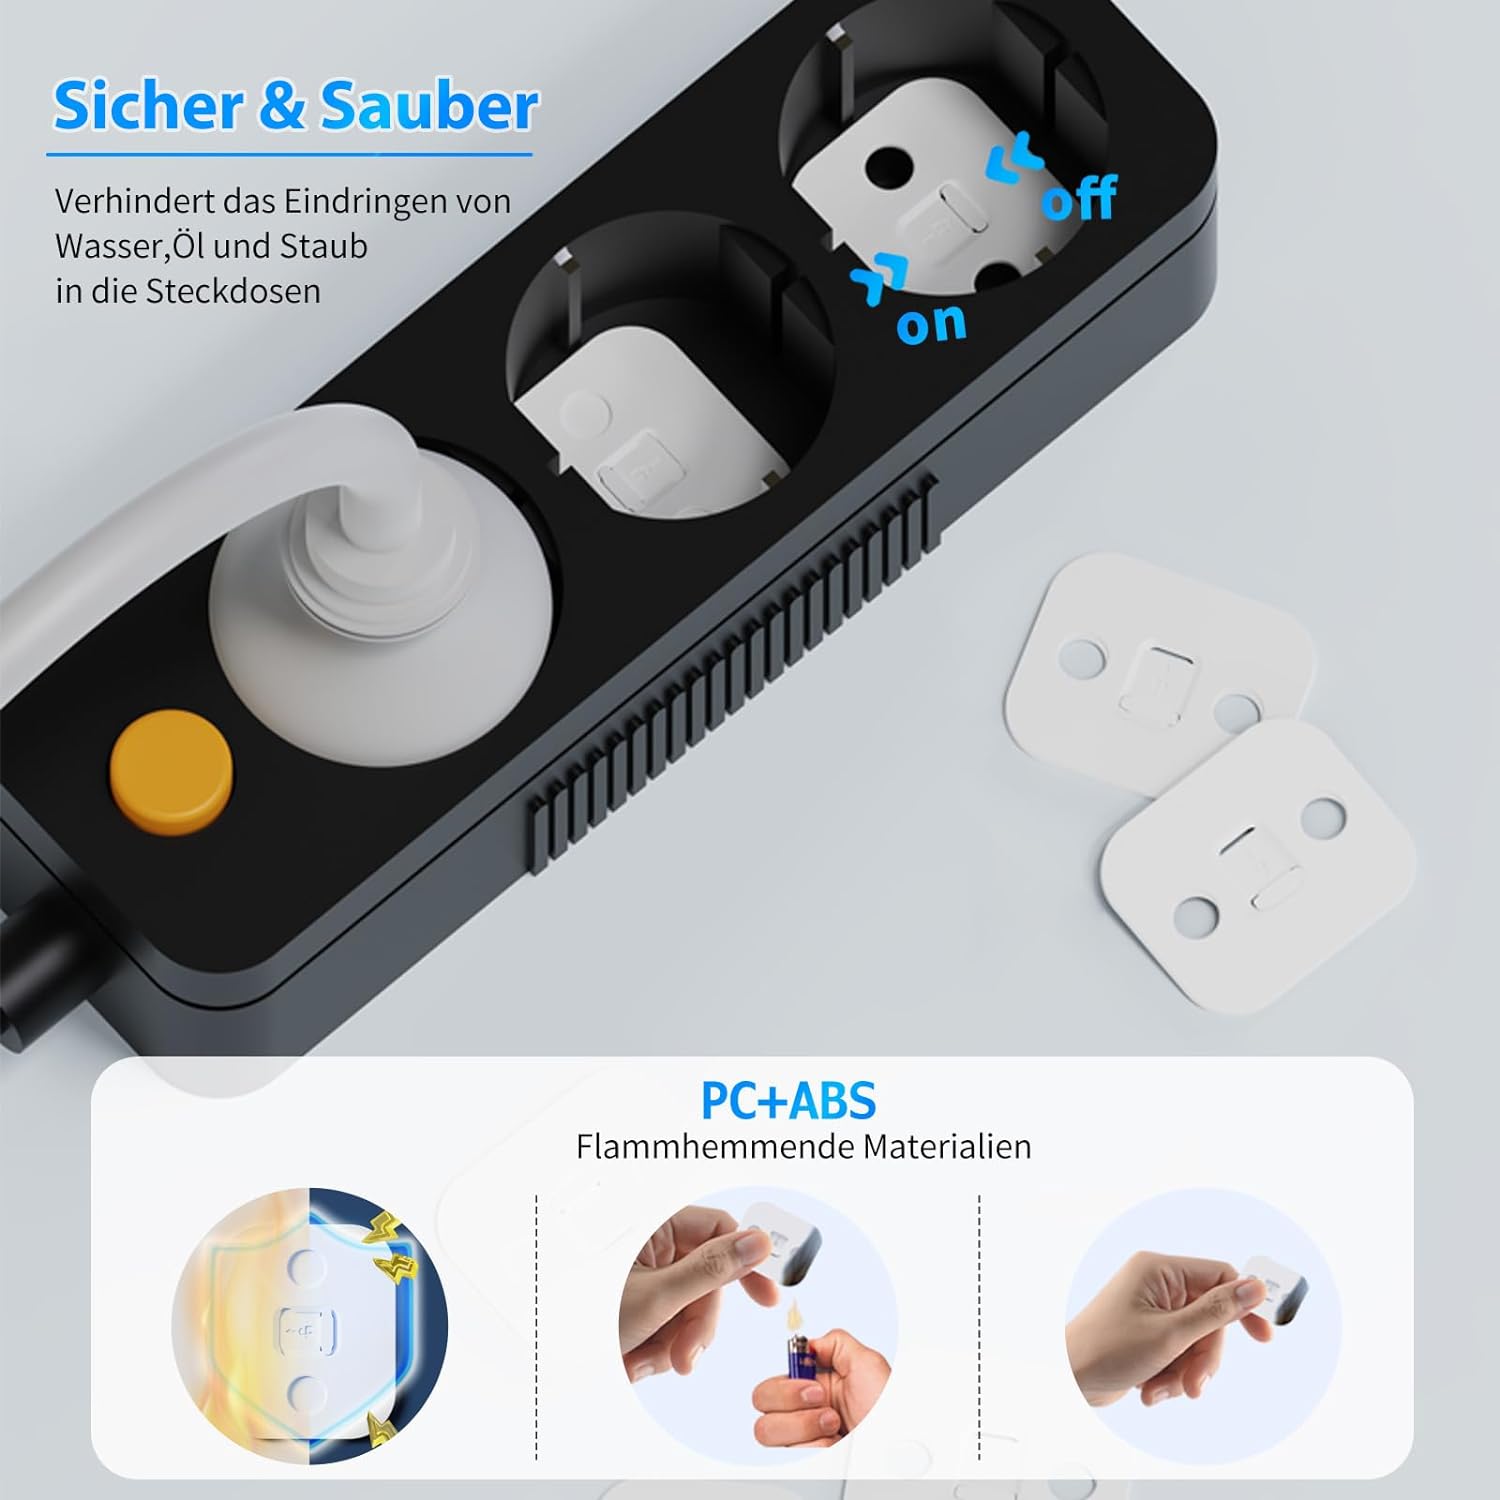 Sicher & Sauber
Verhindert das Eindringen von
Wasser,Öl und Staub
in die Steckdosen
off
on
PC+ABS
Flammhemmende Materialien